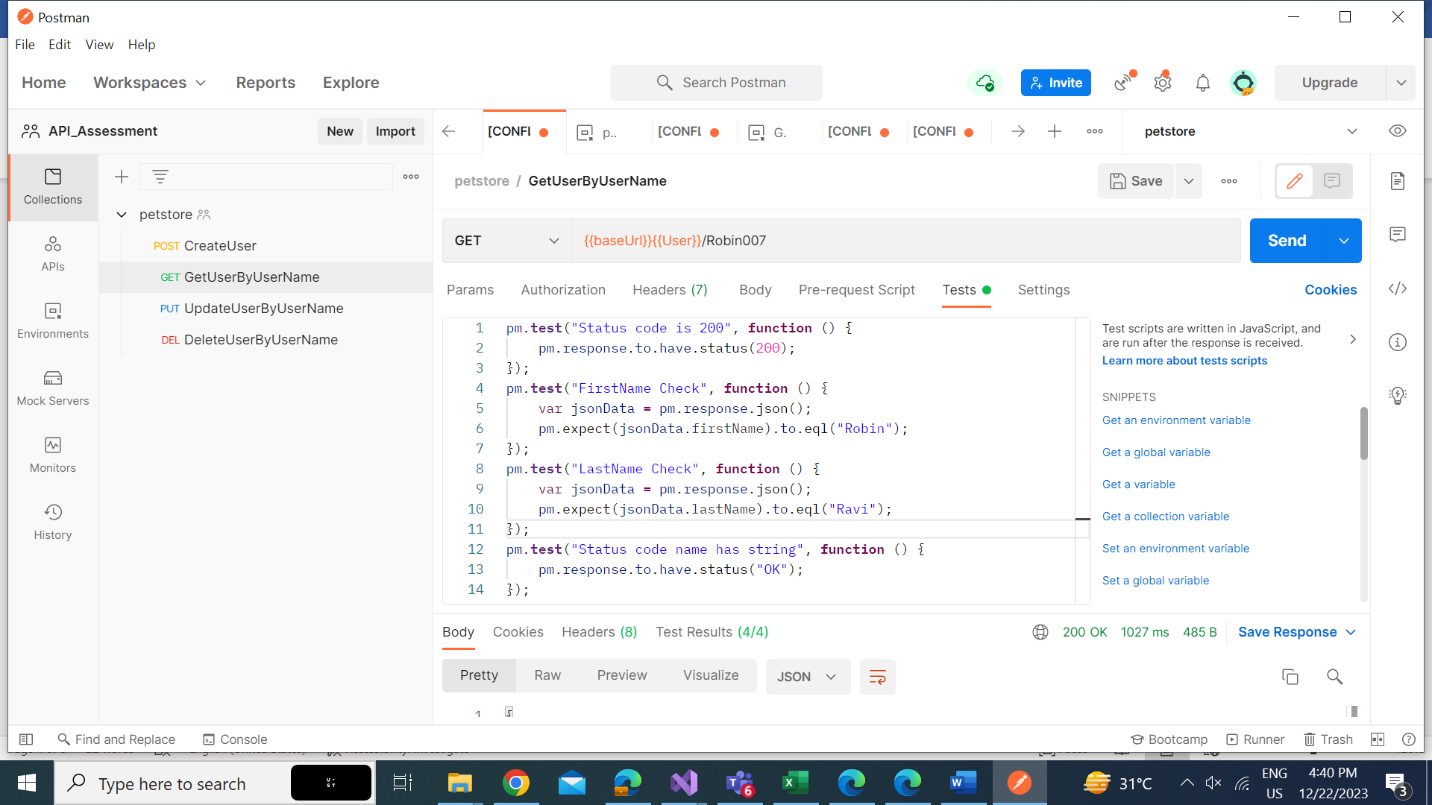 Postman
File Edit View Help
Home Workspaces Reports Explore Search Postman Invite Upgrade
API_Assessment New Import [CONFL p.. [CONFL G. [CONFL [CONFL petstore
Collections
APIs
Environments
Mock Servers
Monitors
History
petstore
POST CreateUser
GET GetUserByUserName
PUT UpdateUserByUserName
DEL DeleteUserByUserName
petstore / GetUserByUserName Save
GET {{baseUrl}}{{User}}/Robin007 Send
Params Authorization Headers (7) Body Pre-request Script Tests Settings Cookies
1 pm.test("Status code is 200", function () {
2 pm.response.to.have.status(200);
3 });
4 pm.test("FirstName Check", function () {
5 var jsonData = pm.response.json();
6 pm.expect(jsonData.firstName).to.eql("Robin");
7 });
8 pm.test("LastName Check", function () {
9 var jsonData = pm.response.json();
10 pm.expect(jsonData.lastName).to.eql("Ravi");
11 });
12 pm.test("Status code name has string", function () {
13 pm.response.to.have.status("OK");
14 });
Test scripts are written in JavaScript, and
are run after the response is received.
Learn more about tests scripts
SNIPPETS
Get an environment variable
Get a global variable
Get a variable
Get a collection variable
Set an environment variable
Set a global variable
Body Cookies Headers (8) Test Results (4/4) 200 OK 1027 ms 485 B Save Response
Pretty Raw Preview Visualize JSON
1
Find and Replace Console Bootcamp Runner Trash
Type here to search 6 31°C ENG 4:40 PM
US 12/22/2023 3